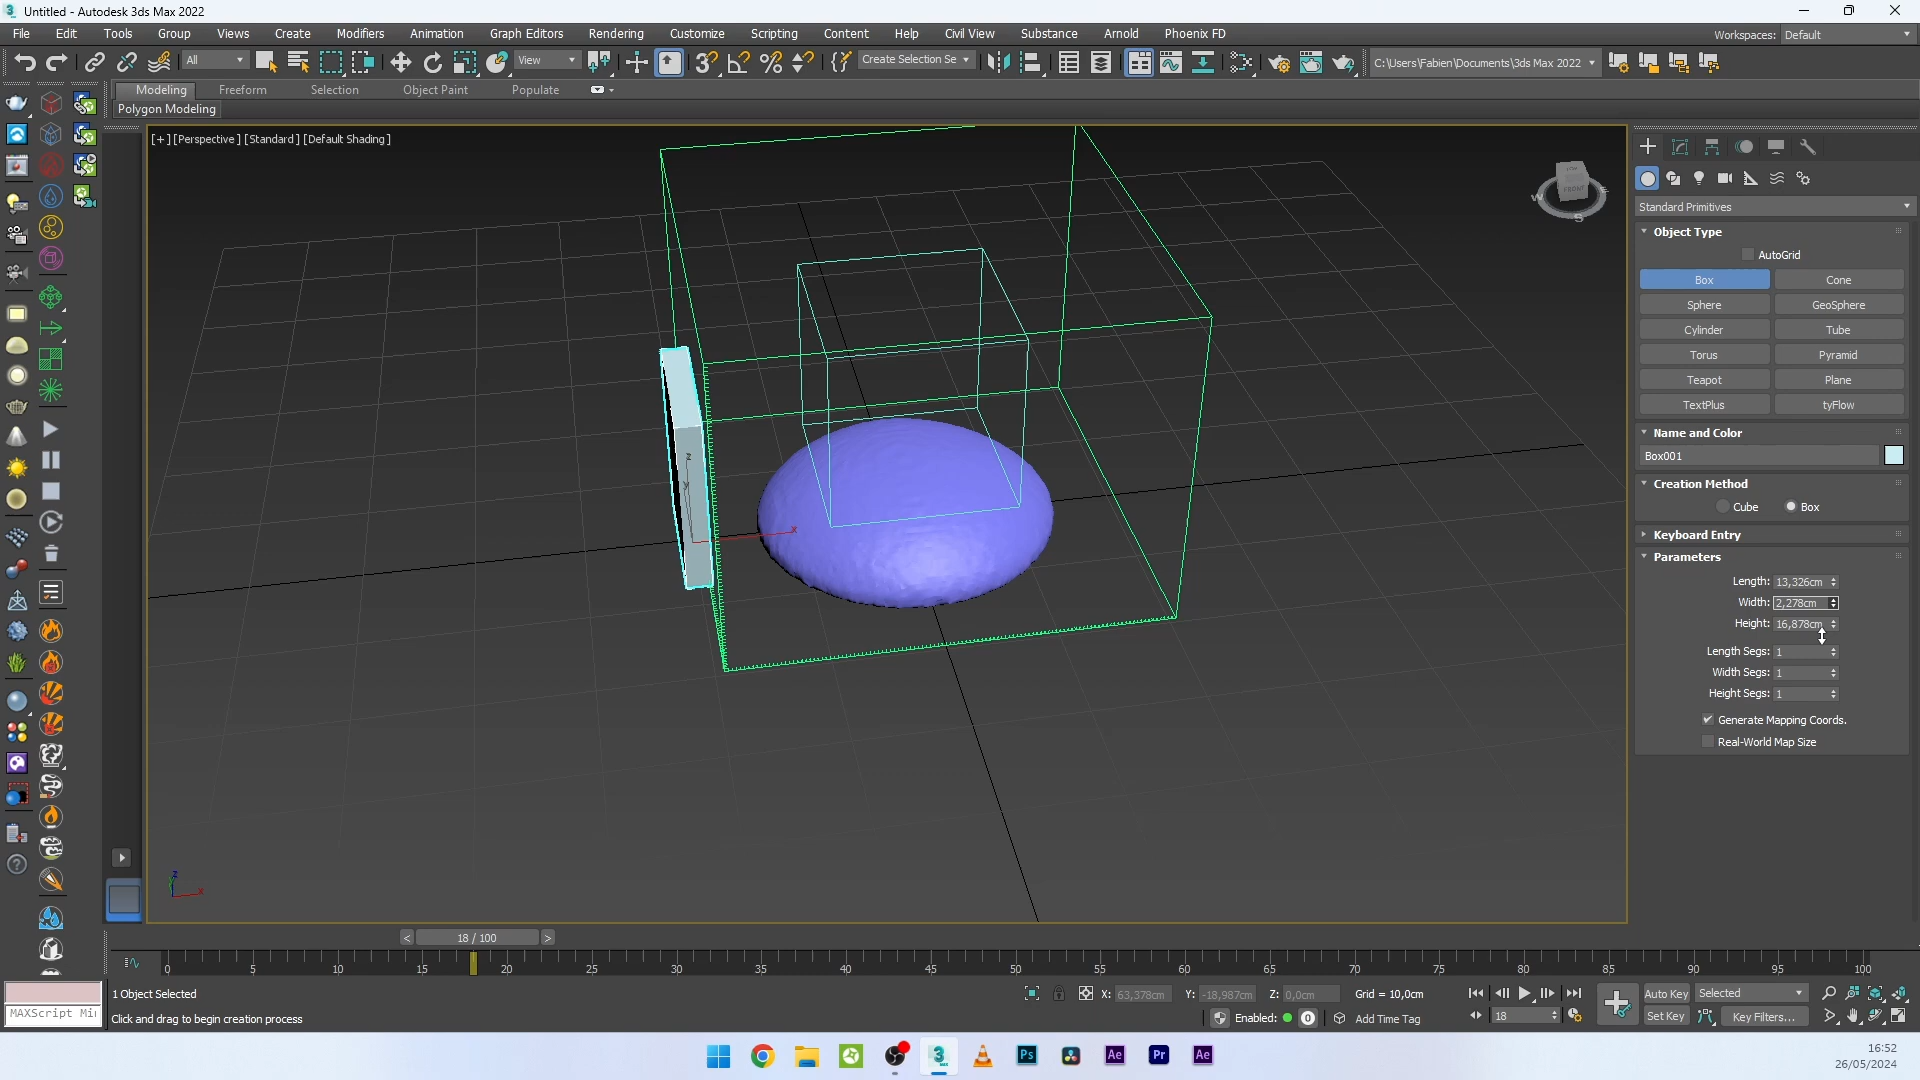 Untitled - Autodesk 3ds Max 2022
File Edit Tools Group Views Create Modifiers Animation Graph Editors Rendering Customize Scripting Content Help Civil View Substance Arnold Phoenix FD Workspaces: Default
All View Create Selection Se C:\Users\Fabien\Documents\3ds Max 2022
Modeling Freeform Selection Object Paint Populate
Polygon Modeling
[+] [Perspective] [Standard] [Default Shading]
FRONT
W
S
Standard Primitives
Object Type
AutoGrid
Box Cone
Sphere GeoSphere
Cylinder Tube
Torus Pyramid
Teapot Plane
TextPlus tyFlow
Name and Color
Box001
Creation Method
Cube Box
Keyboard Entry
Parameters
Length: 13,326cm
Width: 2,278cm
Height: 16,878cm
Length Segs: 1
Width Segs: 1
Height Segs: 1
Generate Mapping Coords.
Real-World Map Size
z
y
x
z
x
< 18 / 100 >
0 5 10 15 20 25 30 35 40 45 50 55 60 65 70 75 80 85 90 95 100
1 Object Selected X: 63,378cm Y: -18,987cm Z: 0,0cm Grid = 10,0cm Auto Key Selected
MAXScript Mi Click and drag to begin creation process Enabled: 0 Add Time Tag 18 Set Key Key Filters...
Ps Ae Pr Ae
16:52
26/05/2024